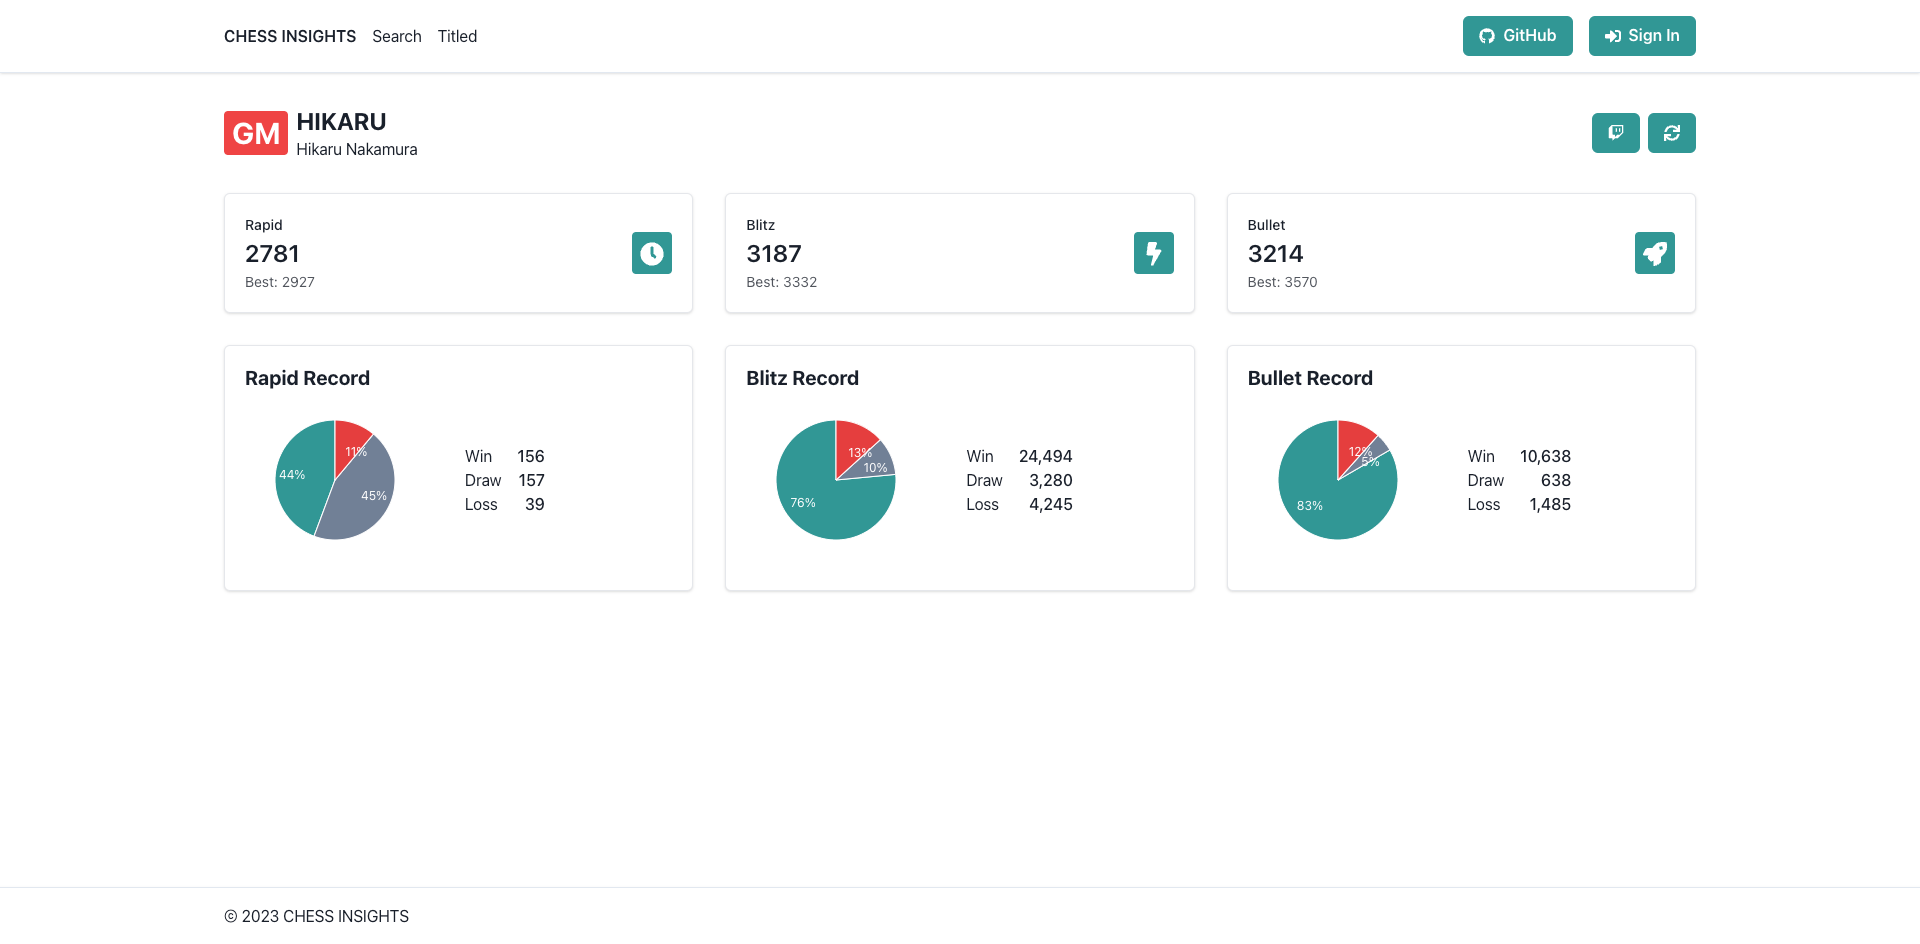 CHESS INSIGHTS Search Titled GitHub Sign In
GM HIKARU
Hikaru Nakamura
Rapid
2781
Best: 2927
Blitz
3187
Best: 3332
Bullet
3214
Best: 3570
Rapid Record
11%
44%
45%
Win 156
Draw 157
Loss 39
Blitz Record
13%
10%
76%
Win 24,494
Draw 3,280
Loss 4,245
Bullet Record
12%
5%
83%
Win 10,638
Draw 638
Loss 1,485
© 2023 CHESS INSIGHTS